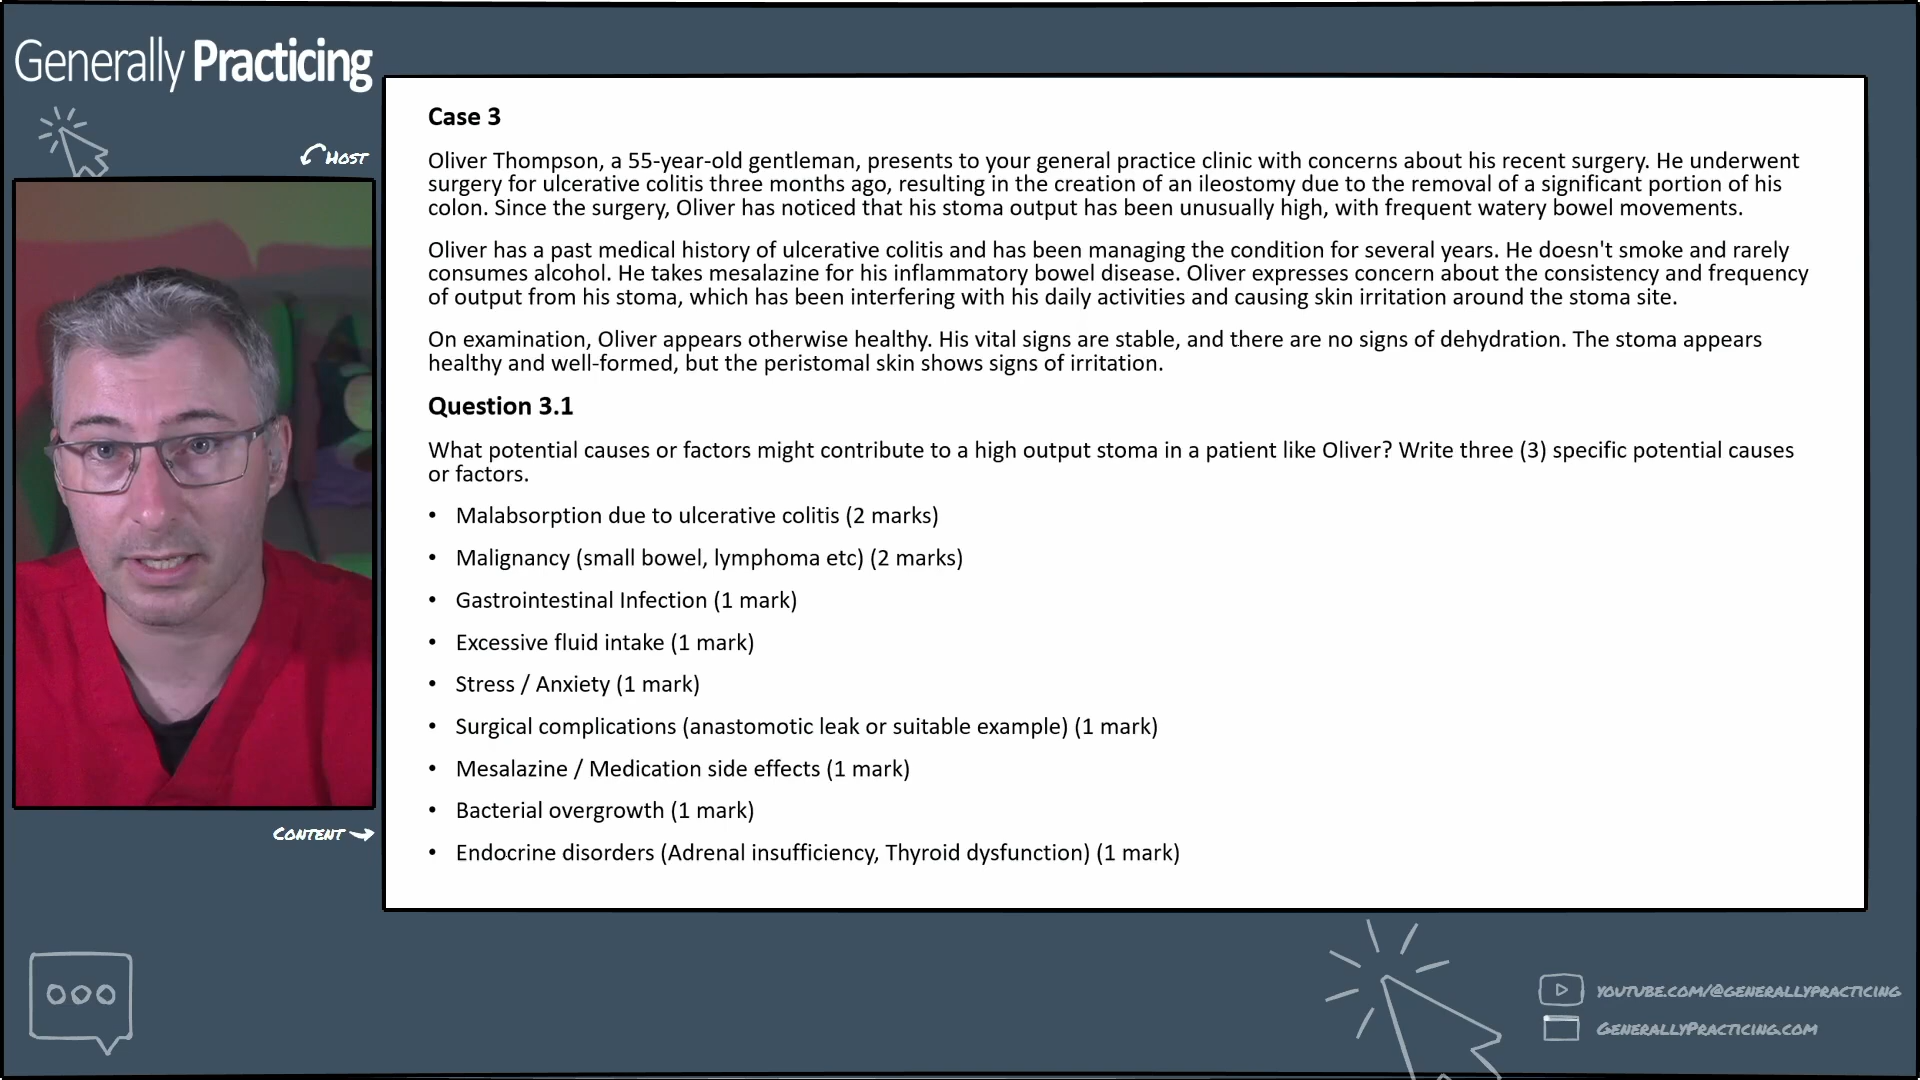 Generally Practicing
Host
Case 3
Oliver Thompson, a 55-year-old gentleman, presents to your general practice clinic with concerns about his recent surgery. He underwent
surgery for ulcerative colitis three months ago, resulting in the creation of an ileostomy due to the removal of a significant portion of his
colon. Since the surgery, Oliver has noticed that his stoma output has been unusually high, with frequent watery bowel movements.
Oliver has a past medical history of ulcerative colitis and has been managing the condition for several years. He doesn't smoke and rarely
consumes alcohol. He takes mesalazine for his inflammatory bowel disease. Oliver expresses concern about the consistency and frequency
of output from his stoma, which has been interfering with his daily activities and causing skin irritation around the stoma site.
On examination, Oliver appears otherwise healthy. His vital signs are stable, and there are no signs of dehydration. The stoma appears
healthy and well-formed, but the peristomal skin shows signs of irritation.
Question 3.1
What potential causes or factors might contribute to a high output stoma in a patient like Oliver? Write three (3) specific potential causes
or factors.
• Malabsorption due to ulcerative colitis (2 marks)
• Malignancy (small bowel, lymphoma etc) (2 marks)
• Gastrointestinal Infection (1 mark)
• Excessive fluid intake (1 mark)
• Stress / Anxiety (1 mark)
• Surgical complications (anastomotic leak or suitable example) (1 mark)
• Mesalazine / Medication side effects (1 mark)
• Bacterial overgrowth (1 mark)
• Endocrine disorders (Adrenal insufficiency, Thyroid dysfunction) (1 mark)
Content
youtube.com/@generallypracticing
GenerallyPracticing.com